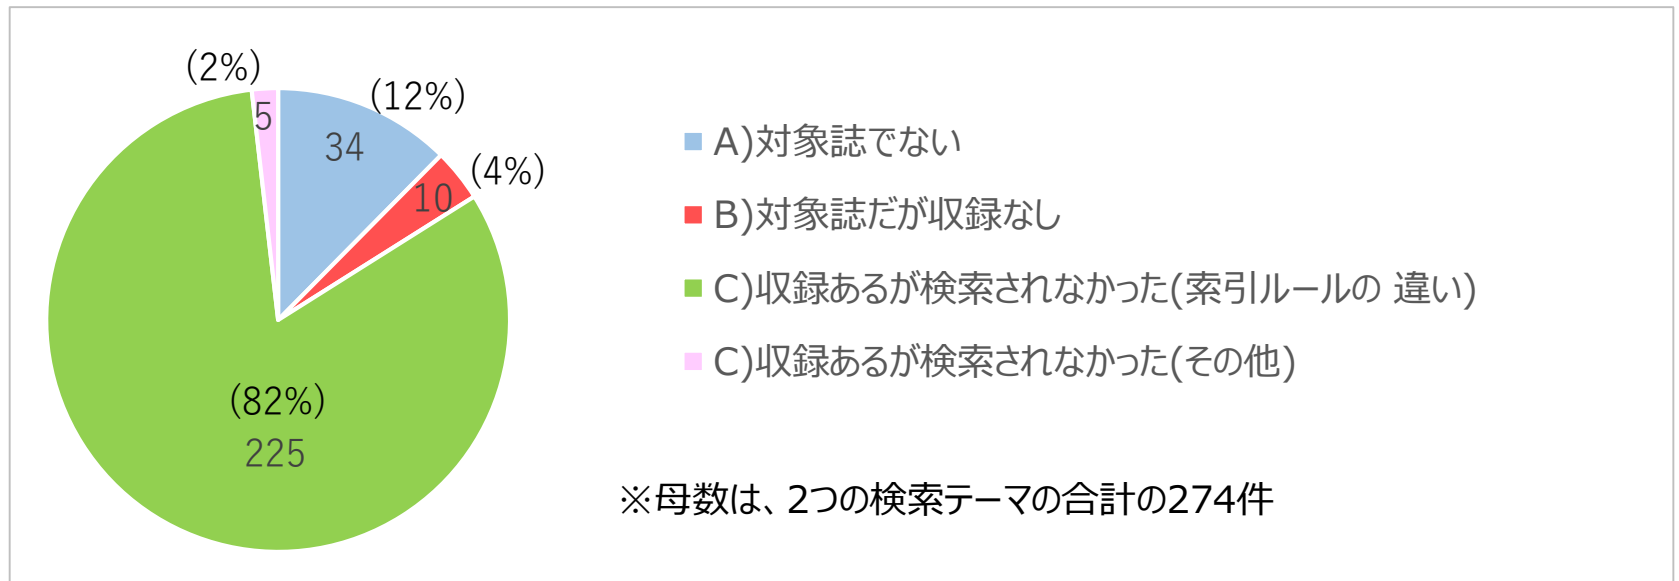 (2%)
(12%)
5
34
(4%)
10
(82%)
225
A)対象誌でない
B)対象誌だが収録なし
C)収録あるが検索されなかった(索引ルールの 違い)
C)収録あるが検索されなかった(その他)
※母数は、2つの検索テーマの合計の274件